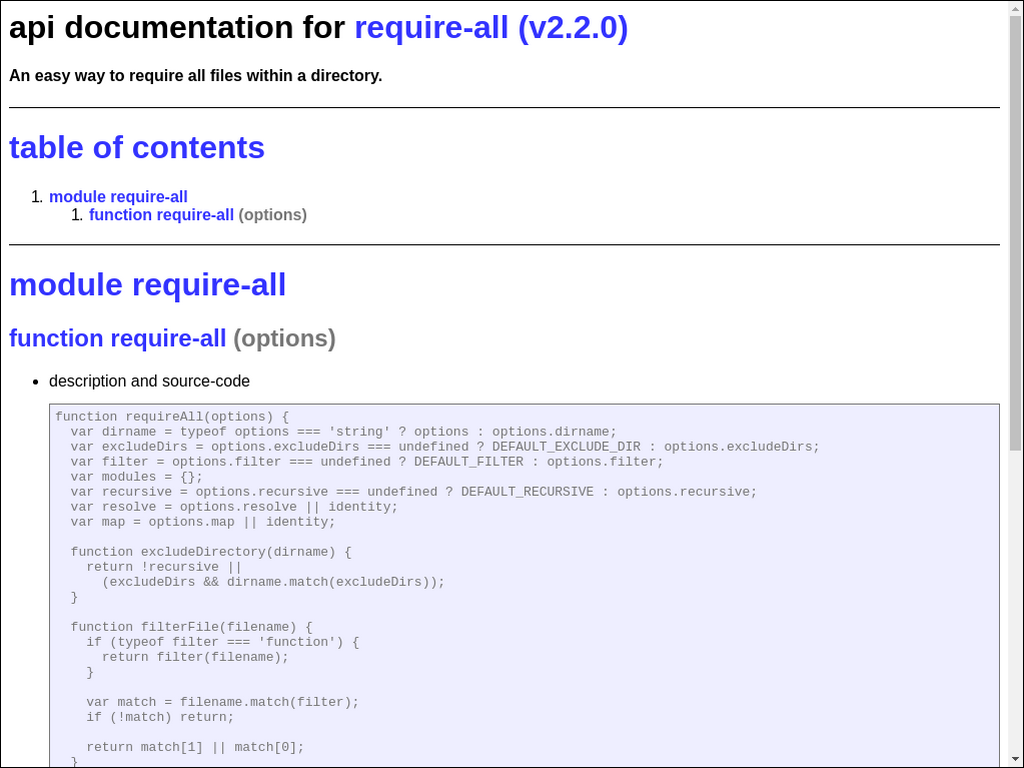 api documentation for require-all (v2.2.0)
An easy way to require all files within a directory.
table of contents
1. module require-all
1. function require-all (options)
module require-all
function require-all (options)
• description and source-code
function requireAll(options) {
  var dirname = typeof options === 'string' ? options : options.dirname;
  var excludeDirs = options.excludeDirs === undefined ? DEFAULT_EXCLUDE_DIR : options.excludeDirs;
  var filter = options.filter === undefined ? DEFAULT_FILTER : options.filter;
  var modules = {};
  var recursive = options.recursive === undefined ? DEFAULT_RECURSIVE : options.recursive;
  var resolve = options.resolve || identity;
  var map = options.map || identity;

  function excludeDirectory(dirname) {
    return !recursive ||
      (excludeDirs && dirname.match(excludeDirs));
  }

  function filterFile(filename) {
    if (typeof filter === 'function') {
      return filter(filename);
    }

    var match = filename.match(filter);
    if (!match) return;

    return match[1] || match[0];
  }